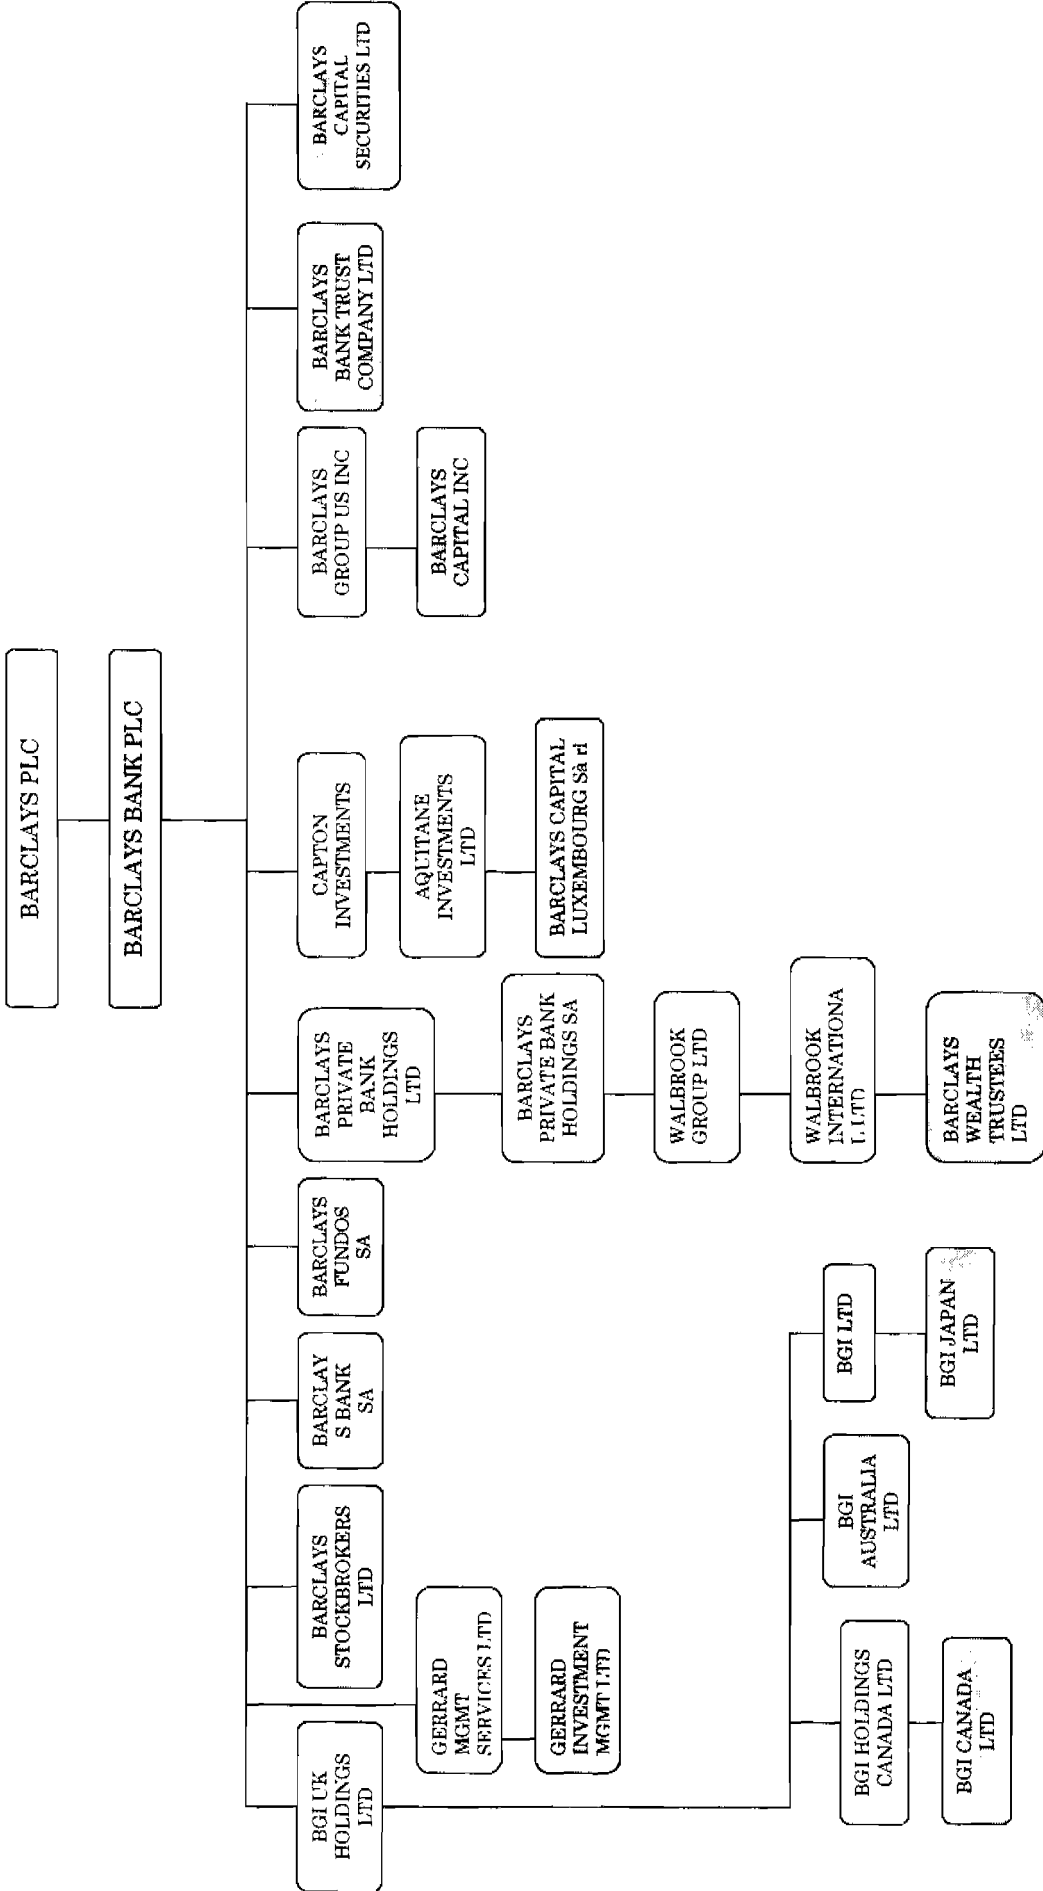 BARCLAYS PLC
BARCLAYS BANK PLC
BGI UK
HOLDINGS
LTD
GERRARD
MGMT
SERVICES LTD
GERRARD
INVESTMENT
MGMT LTD
BARCLAYS
STOCKBROKERS
LTD
BARCLAY
S BANK
SA
BARCLAYS
FUNDOS
SA
BARCLAYS
PRIVATE
BANK
HOLDINGS
LTD
BARCLAYS
PRIVATE BANK
HOLDINGS SA
WALBROOK
GROUP LTD
WALBROOK
INTERNATIONA
L LTD
BARCLAYS
WEALTH
TRUSTEES
LTD
CAPTON
INVESTMENTS
AQUITANE
INVESTMENTS
LTD
BARCLAYS CAPITAL
LUXEMBOURG Sà rl
BARCLAYS
GROUP US INC
BARCLAYS
CAPITAL INC
BARCLAYS
BANK TRUST
COMPANY LTD
BARCLAYS
CAPITAL
SECURITIES LTD
BGI HOLDINGS
CANADA LTD
BGI CANADA
LTD
BGI
AUSTRALIA
LTD
BGI LTD
BGI JAPAN
LTD